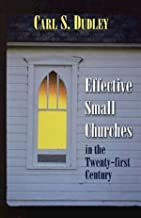 CARL S. DUDLEY
Effective
Small
Churches
in the
Twenty-first
Century